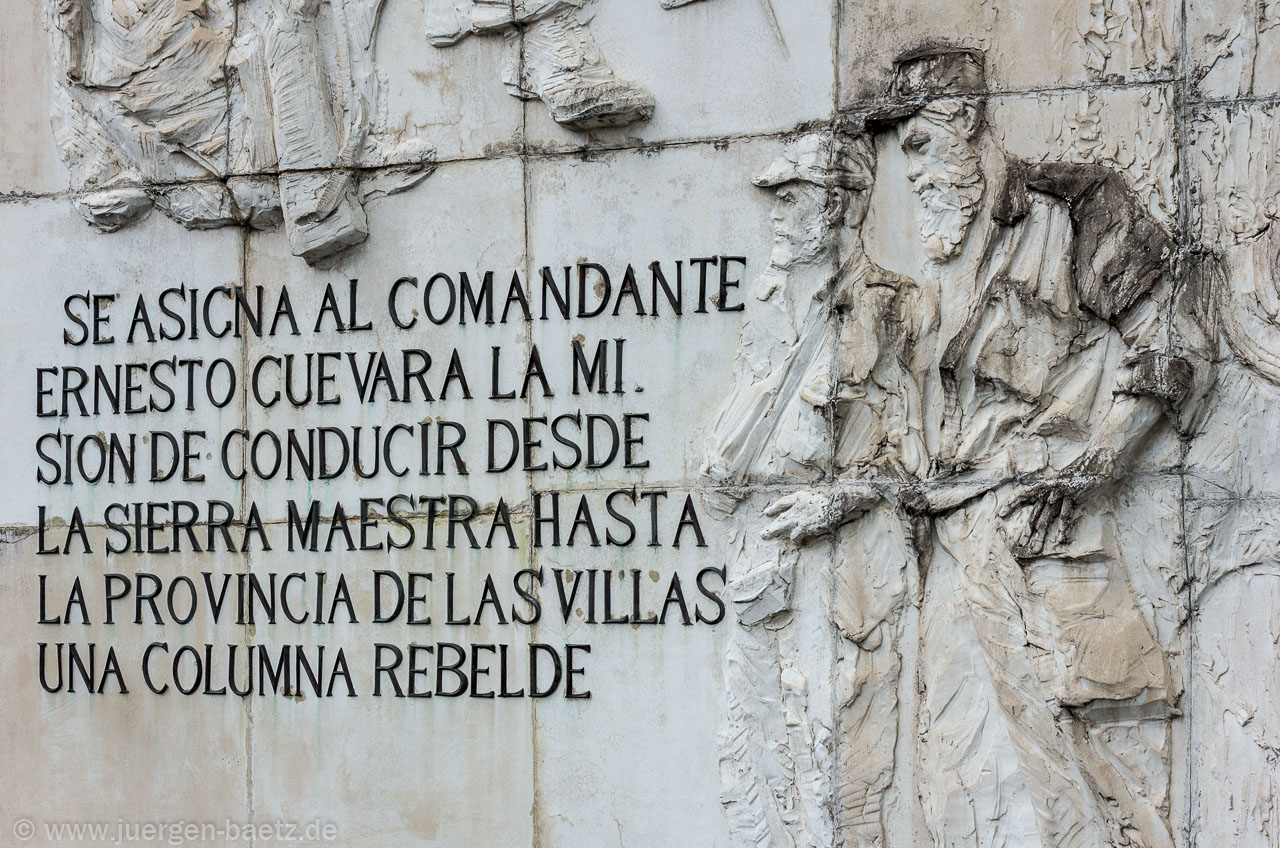 SE ASIGNA AL COMANDANTE
ERNESTO GUEVARA LA MI.
SION DE CONDUCIR DESDE
LA SIERRA MAESTRA HASTA
LA PROVINCIA DE LAS VILLAS
UNA COLUMNA REBELDE
© www.juergen-baetz.de